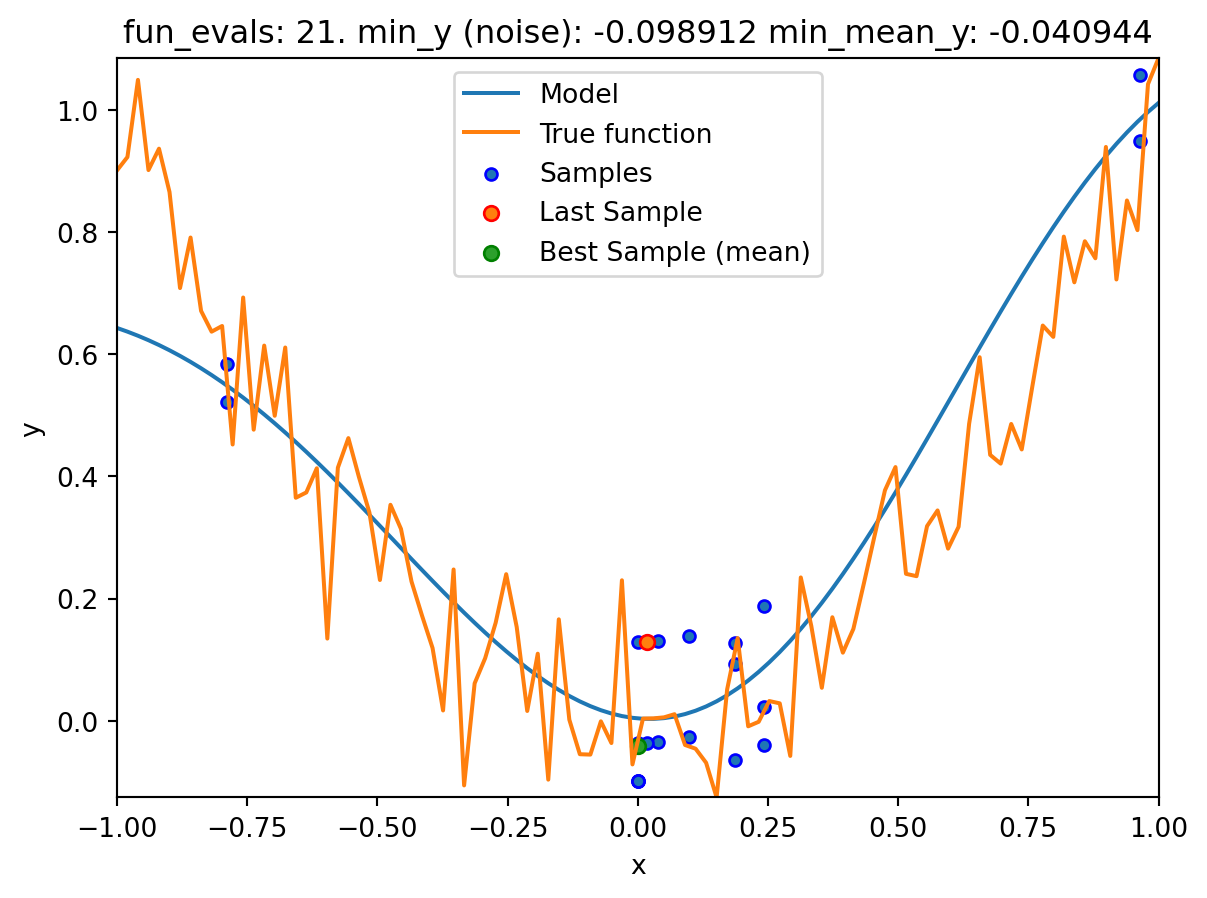 fun_evals: 21. min_y (noise): -0.098912 min_mean_y: -0.040944
Model
True function
Samples
Last Sample
Best Sample (mean)
1.0
0.8
0.6
0.4
0.2
0.0
y
−1.00 −0.75 −0.50 −0.25 0.00 0.25 0.50 0.75 1.00
x